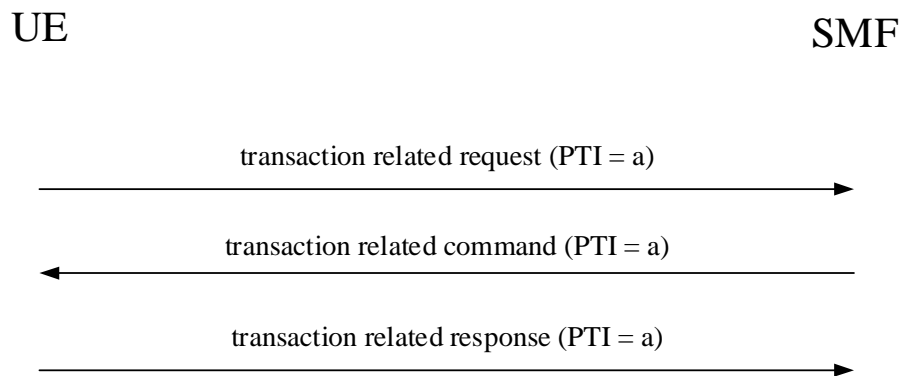 UE
SMF
transaction related request (PTI = a)
transaction related command (PTI = a)
transaction related response (PTI = a)